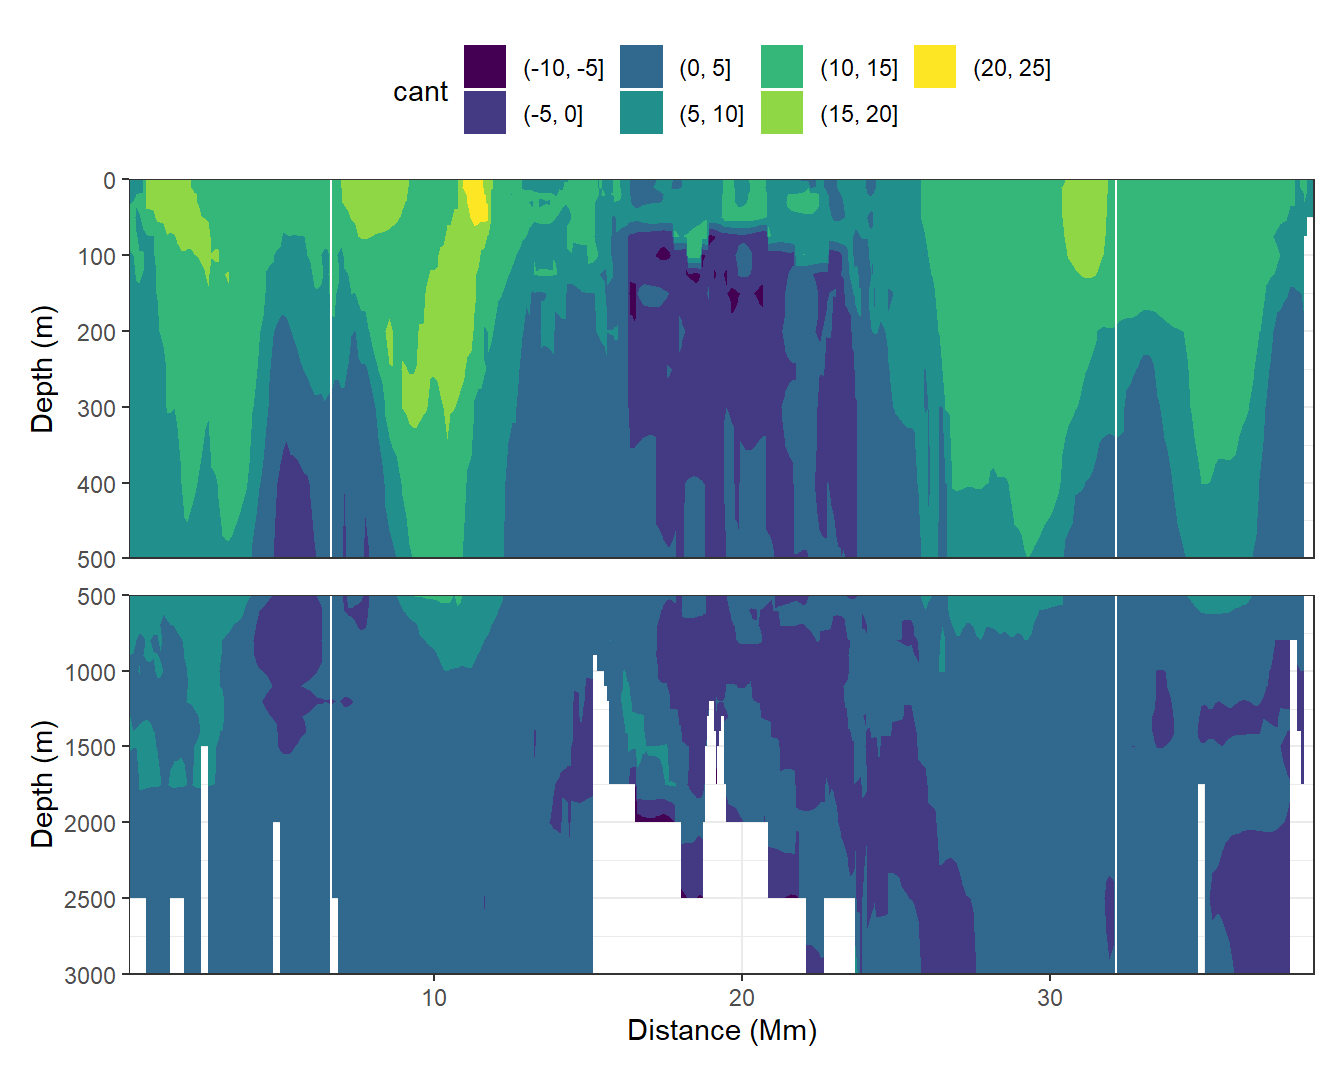 cant
(-10, -5] (0, 5] (10, 15] (20, 25]
(-5, 0] (5, 10] (15, 20]
Depth (m)
0
100
200
300
400
500
Depth (m)
500
1000
1500
2000
2500
3000
10 20 30
Distance (Mm)